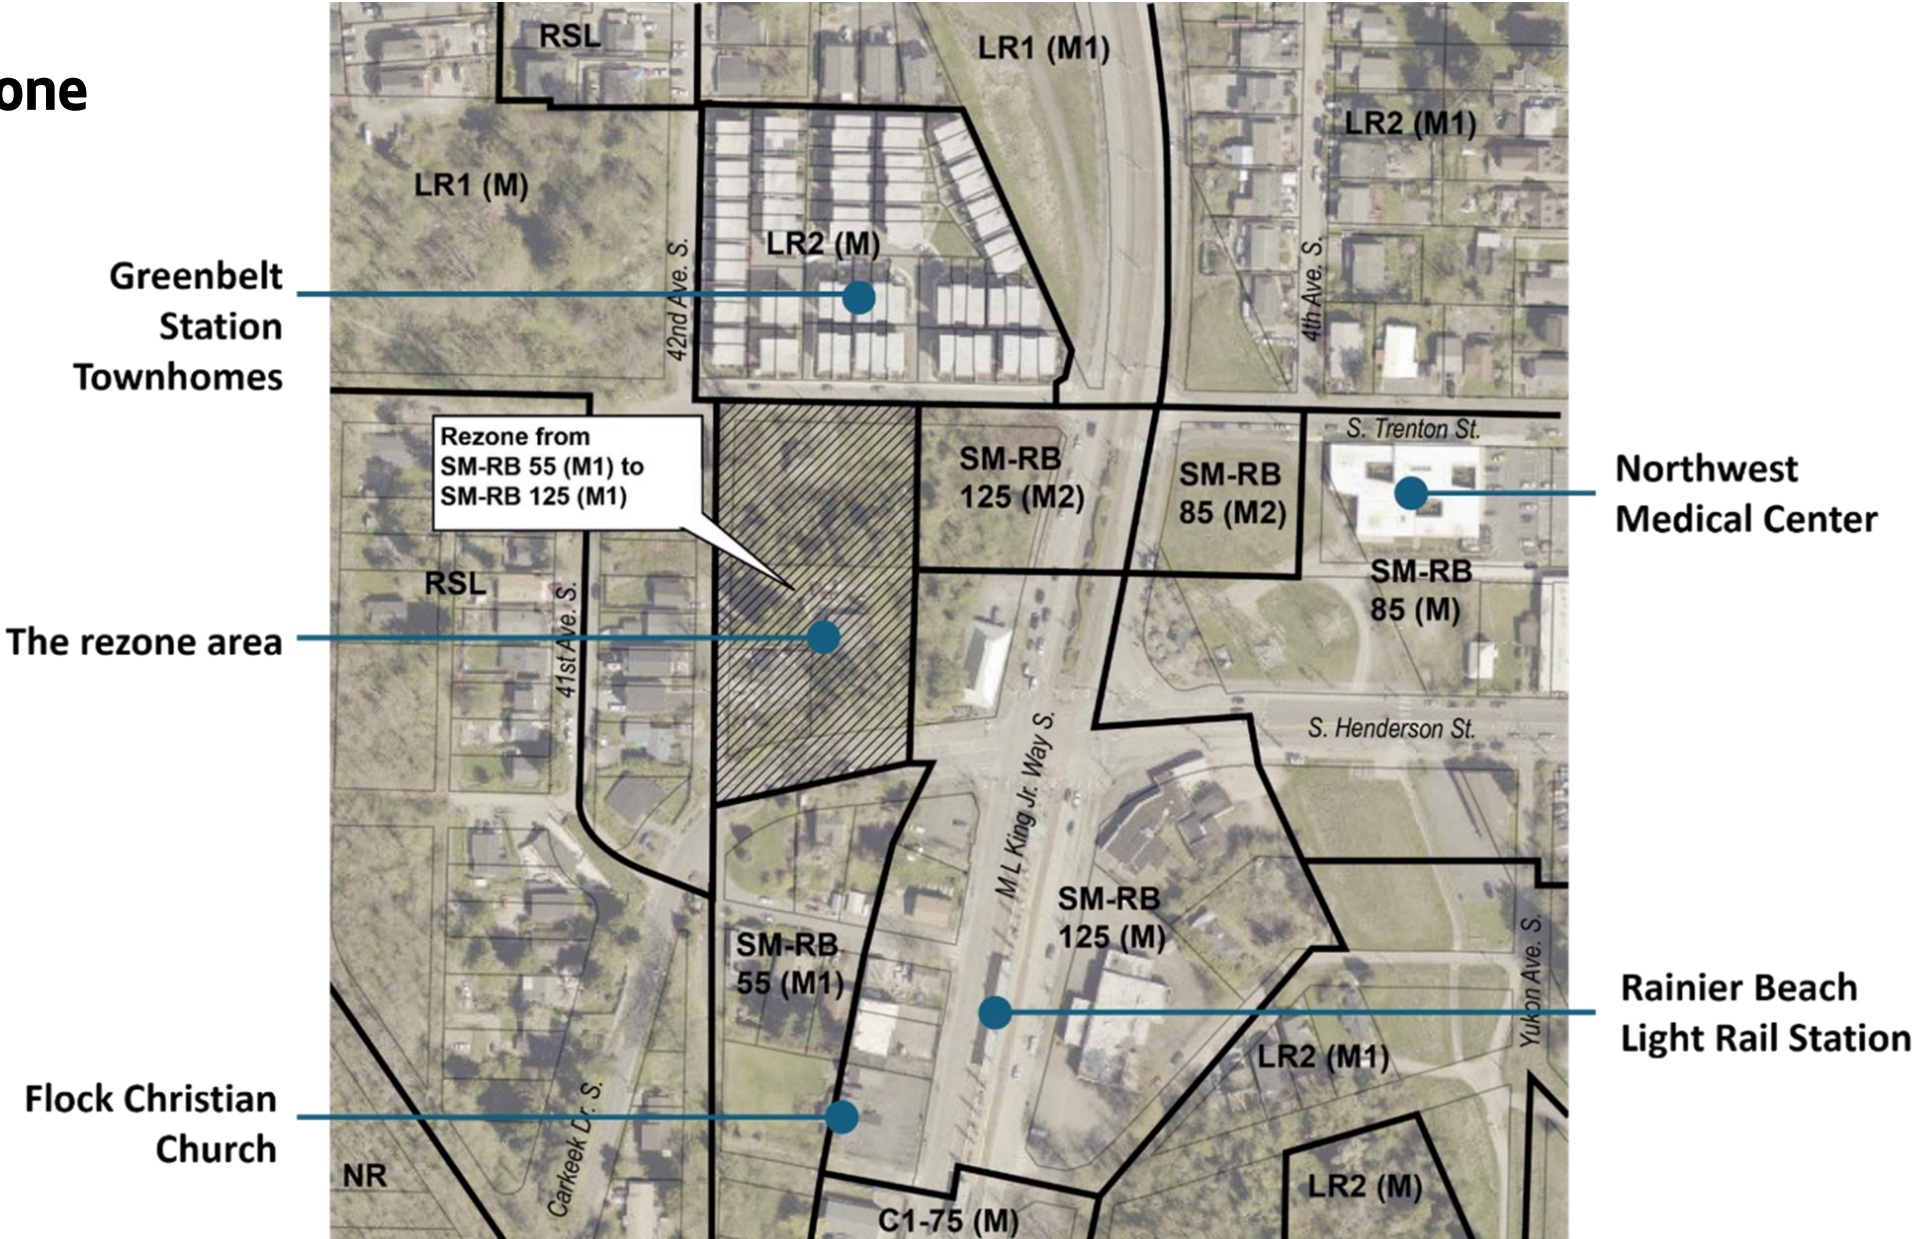 one
RSL
LR1 (M1)
LR2 (M1)
LR1 (M)
42nd Ave. S.
LR2 (M)
4th Ave. S.
Greenbelt
Station
Townhomes
Rezone from
SM-RB 55 (M1) to
SM-RB 125 (M1)
SM-RB
125 (M2)
SM-RB
85 (M2)
S. Trenton St.
Northwest
Medical Center
SM-RB
85 (M)
RSL
41st Ave. S.
The rezone area
S. Henderson St.
M L King Jr. Way S.
SM-RB
125 (M)
SM-RB
55 (M1)
Yukon Ave. S.
Rainier Beach
Light Rail Station
LR2 (M1)
Flock Christian
Church
Carkeek Dr. S.
NR
LR2 (M)
C1-75 (M)